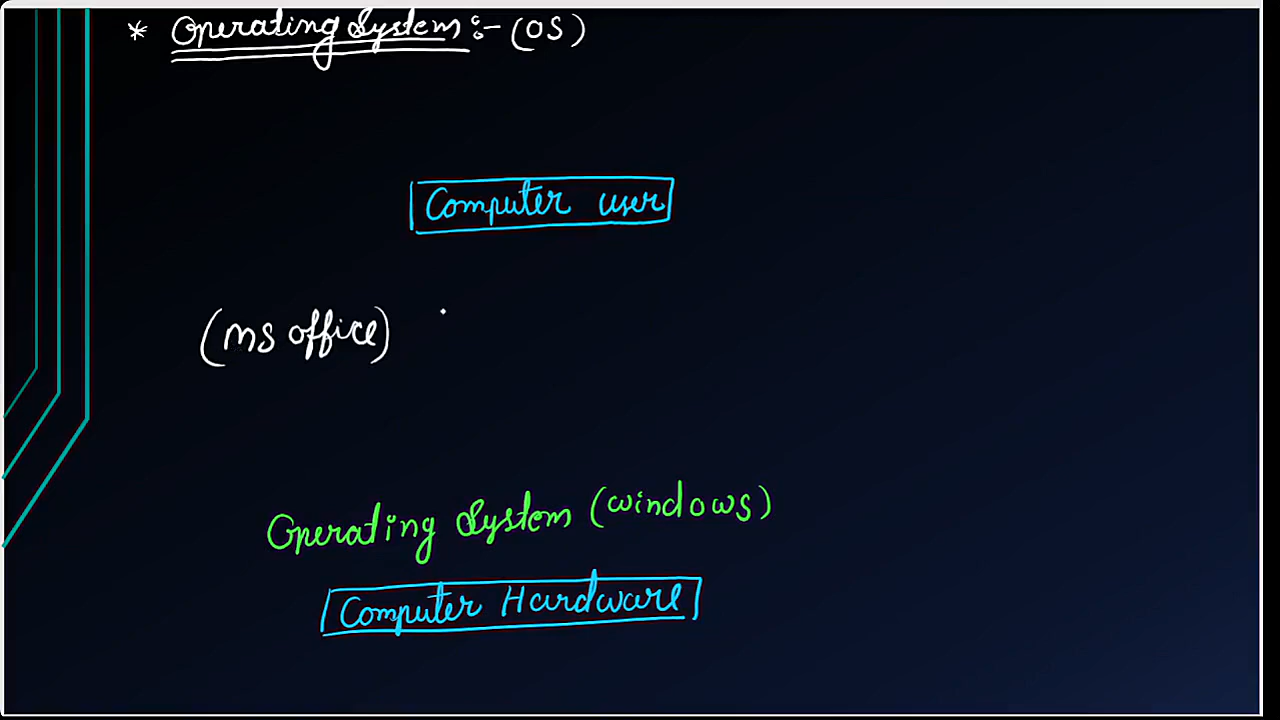 * Operating System :- (OS)
Computer user
(MS office)
Operating System (windows)
Computer Hardware